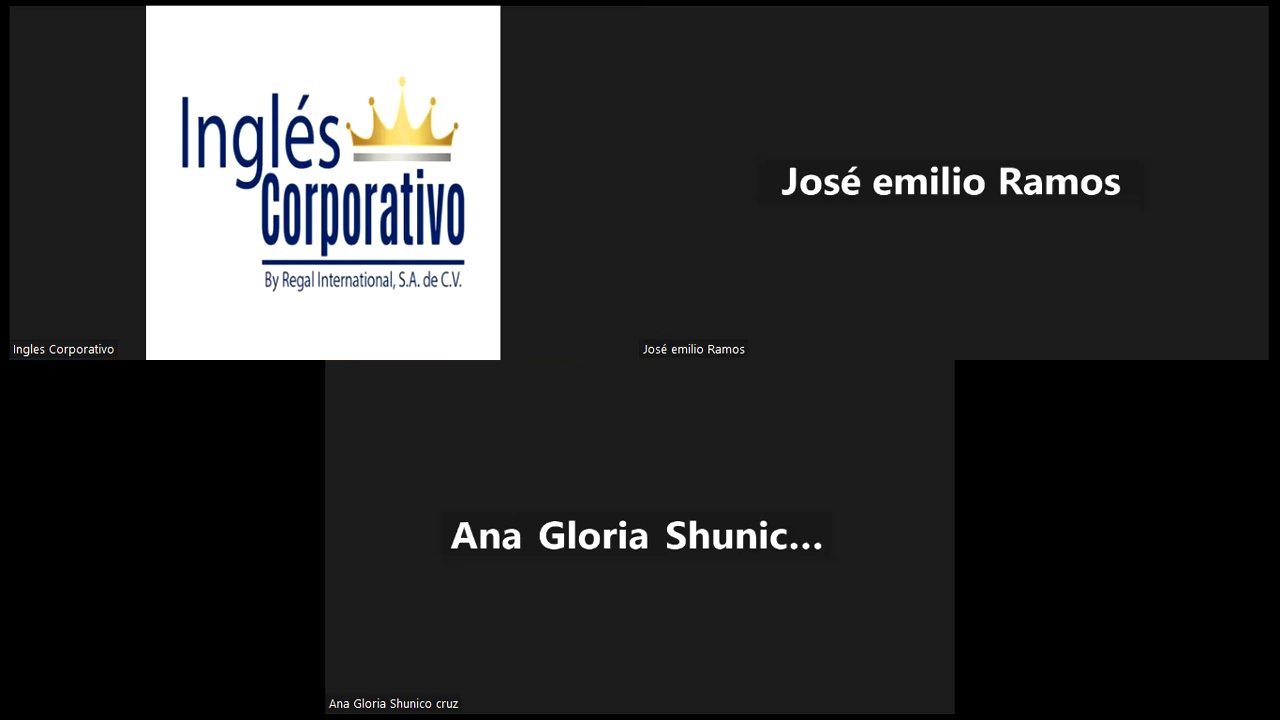 Inglés
Corporativo
By Regal International, S.A. de C.V.
Ingles Corporativo
José emilio Ramos
José emilio Ramos
Ana Gloria Shunic...
Ana Gloria Shunico cruz